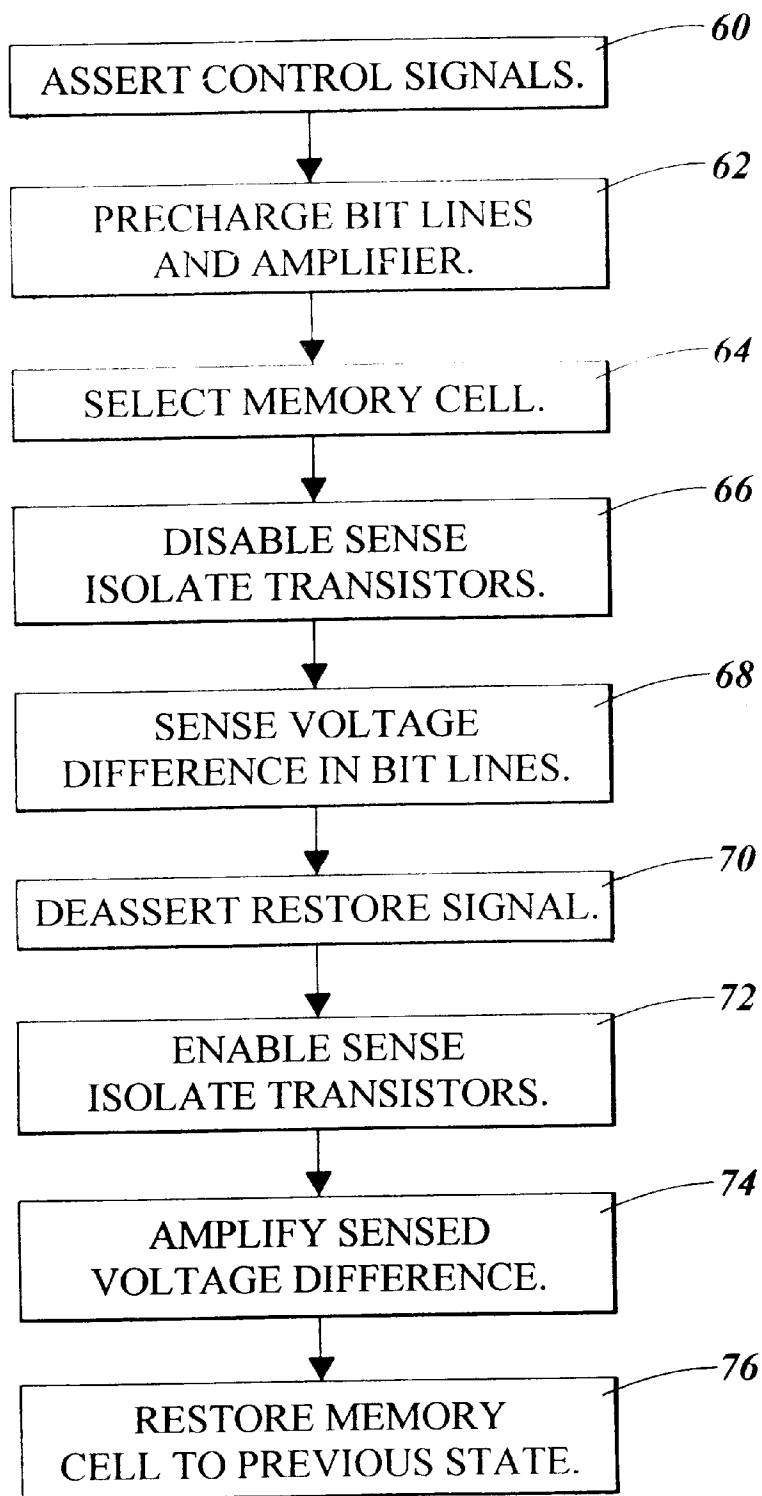 60
ASSERT CONTROL SIGNALS.
62
PRECHARGE BIT LINES
AND AMPLIFIER.
64
SELECT MEMORY CELL.
66
DISABLE SENSE
ISOLATE TRANSISTORS.
68
SENSE VOLTAGE
DIFFERENCE IN BIT LINES.
70
DEASSERT RESTORE SIGNAL.
72
ENABLE SENSE
ISOLATE TRANSISTORS.
74
AMPLIFY SENSED
VOLTAGE DIFFERENCE.
76
RESTORE MEMORY
CELL TO PREVIOUS STATE.